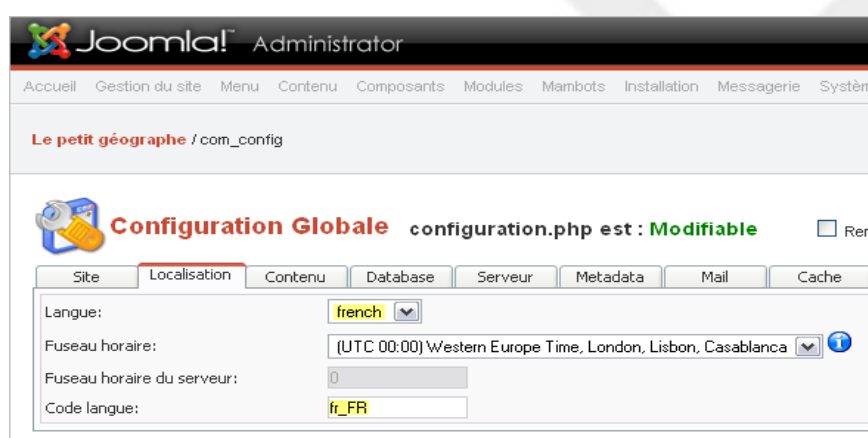 Joomla!™ Administrator
Accueil Gestion du site Menu Contenu Composants Modules Mambots Installation Messagerie
Le petit géographe / com_config
Configuration Globale configuration.php est : Modifiable
Site Localisation Contenu Database Serveur Metadata Mail Cache
Langue: french
Fuseau horaire: (UTC 00:00) Western Europe Time, London, Lisbon, Casablanca
Fuseau horaire du serveur: 0
Code langue: fr_FR